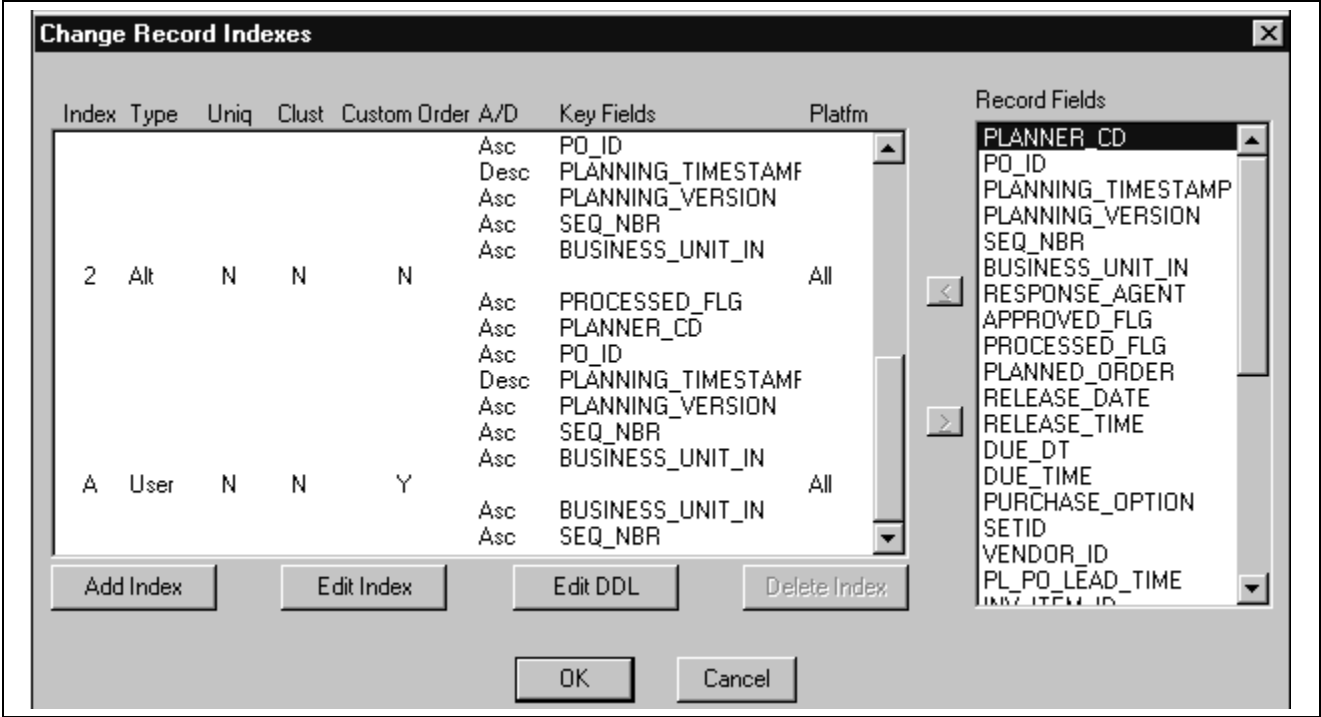 Change Record Indexes
Index Type Uniq Clust Custom Order A/D Key Fields Platfm
Asc PO_ID
Desc PLANNING_TIMESTAMP
Asc PLANNING_VERSION
Asc SEQ_NBR
Asc BUSINESS_UNIT_IN
2 Alt N N N All
Asc PROCESSED_FLG
Asc PLANNER_CD
Asc PO_ID
Desc PLANNING_TIMESTAMP
Asc PLANNING_VERSION
Asc SEQ_NBR
Asc BUSINESS_UNIT_IN
A User N N Y All
Asc BUSINESS_UNIT_IN
Asc SEQ_NBR
Add Index
Edit Index
Edit DDL
Delete Index
Record Fields
PLANNER_CD
PO_ID
PLANNING_TIMESTAMP
PLANNING_VERSION
SEQ_NBR
BUSINESS_UNIT_IN
RESPONSE_AGENT
APPROVED_FLG
PROCESSED_FLG
PLANNED_ORDER
RELEASE_DATE
RELEASE_TIME
DUE_DT
DUE_TIME
PURCHASE_OPTION
SETID
VENDOR_ID
PL_PO_LEAD_TIME
INV_ITEM_ID
<
>
OK
Cancel